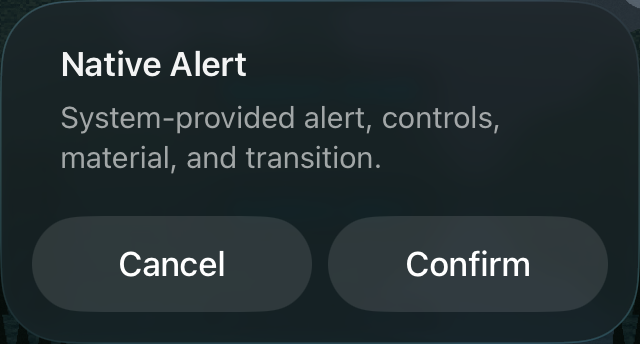 Native Alert
System-provided alert, controls,
material, and transition.
Cancel
Confirm